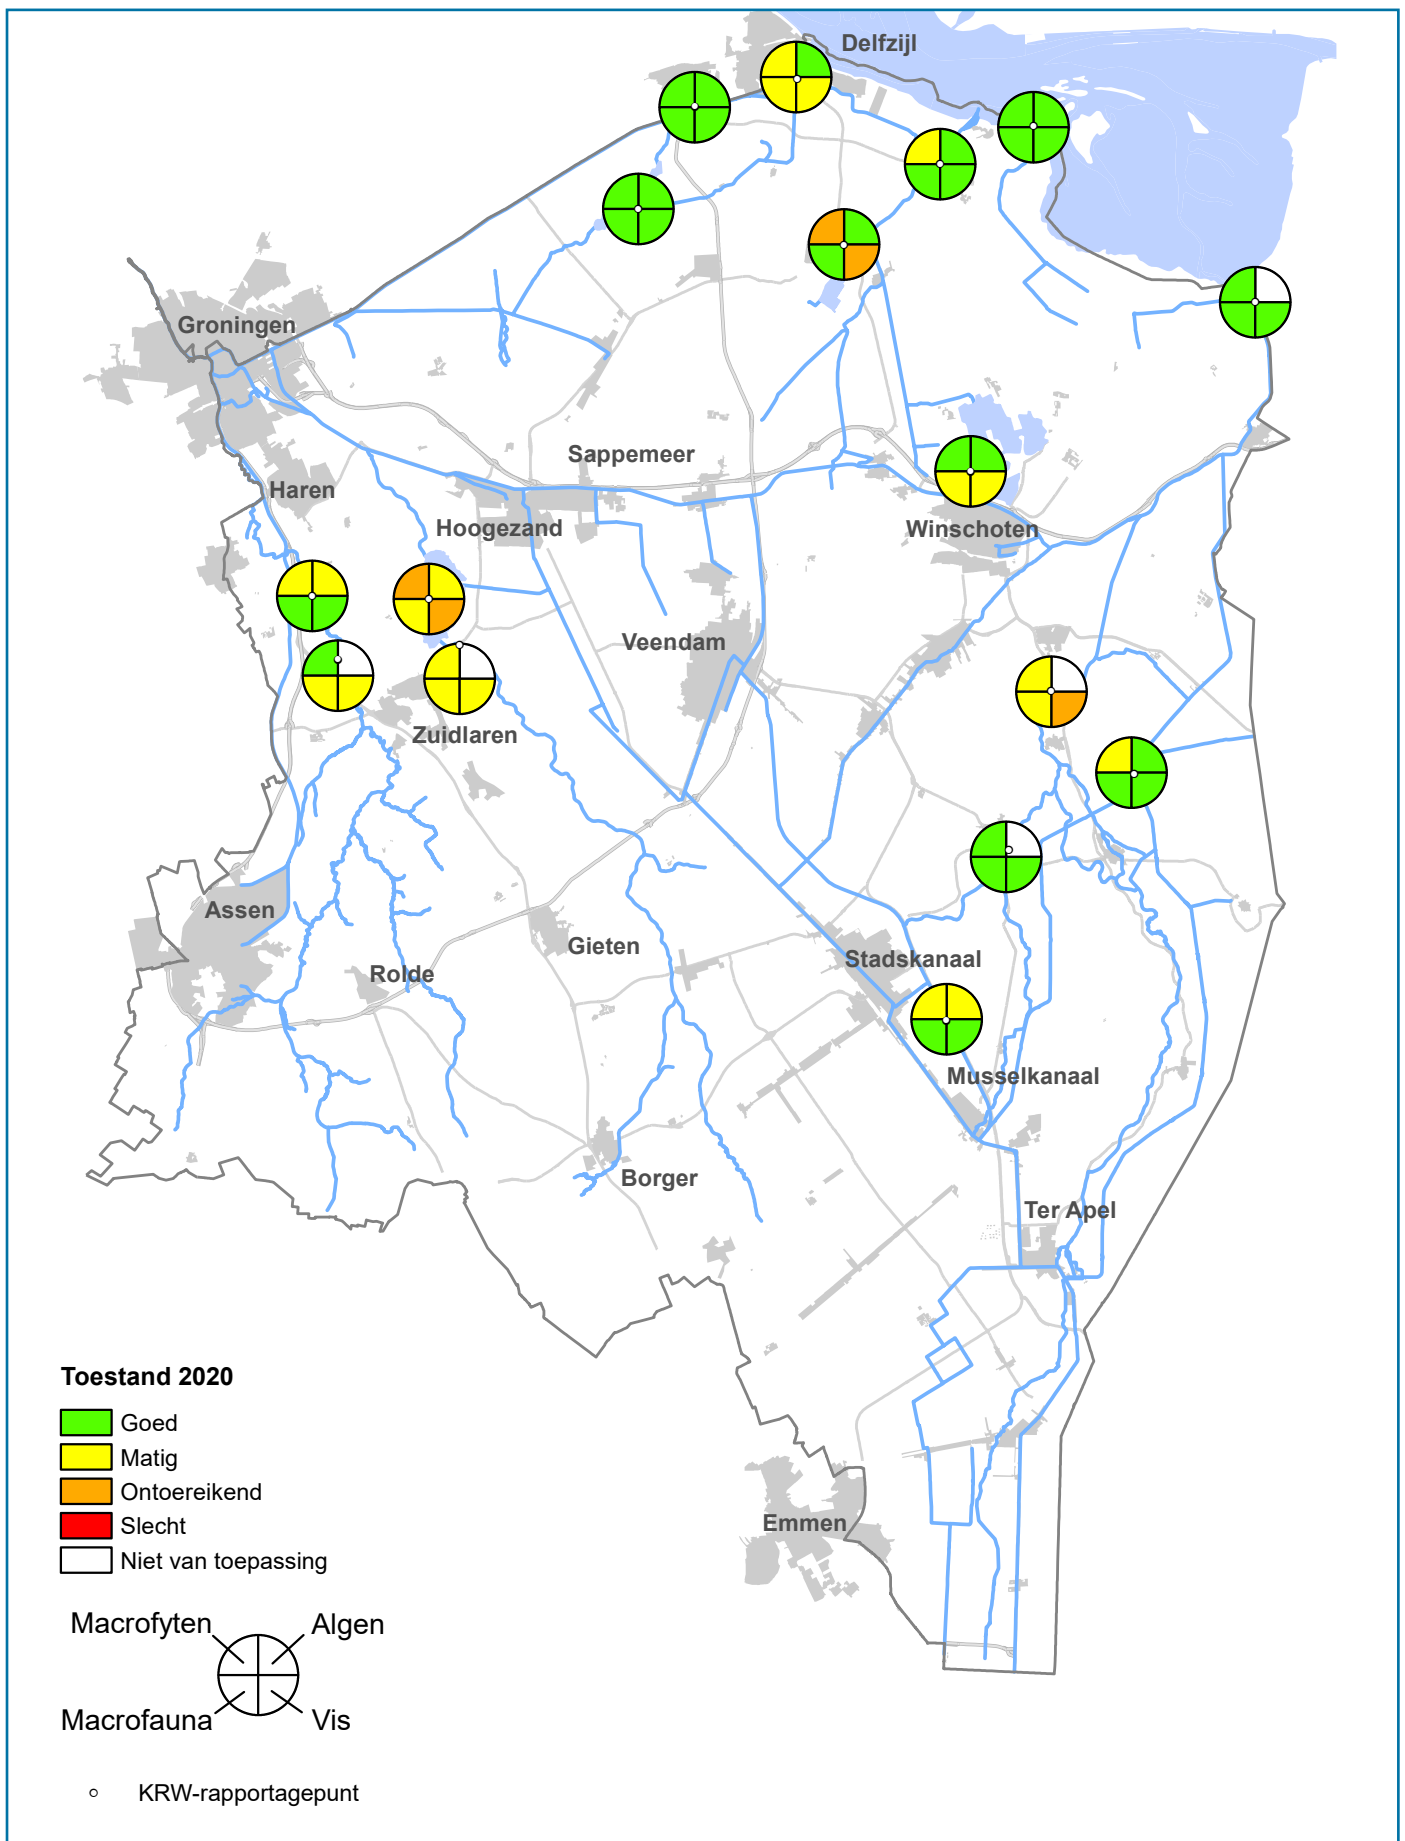 Delfzijl
Groningen
Sappemeer
Haren
Hoogezand
Winschoten
Veendam
Zuidlaren
Assen
Gieten
Stadskanaal
Rolde
Musselkanaal
Borger
Ter Apel
Emmen
Toestand 2020
Goed
Matig
Ontoereikend
Slecht
Niet van toepassing
Macrofyten
Algen
Macrofauna
Vis
KRW-rapportagepunt